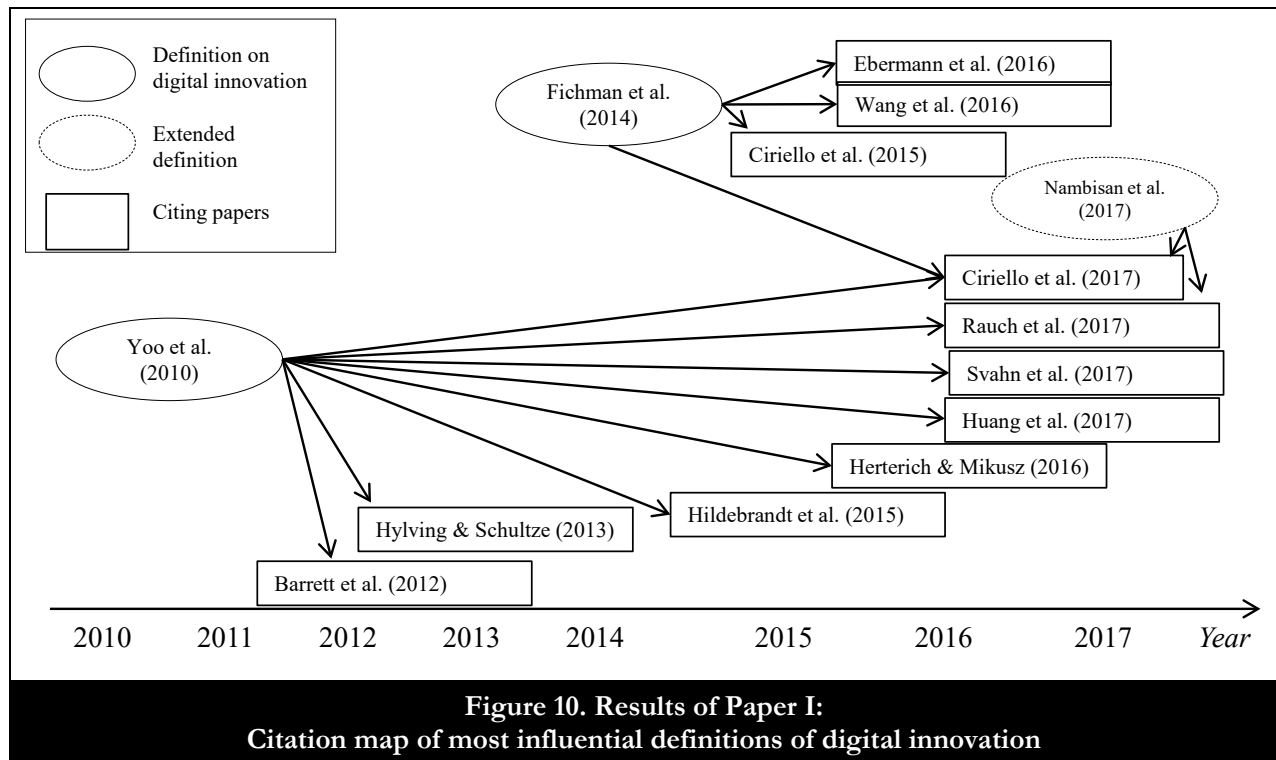 Definition on
digital innovation
Extended
definition
Citing papers
Fichman et al.
(2014)
Ebermann et al. (2016)
Wang et al. (2016)
Ciriello et al. (2015)
Nambisan et al.
(2017)
Ciriello et al. (2017)
Rauch et al. (2017)
Yoo et al.
(2010)
Svahn et al. (2017)
Huang et al. (2017)
Herterich & Mikusz (2016)
Hildebrandt et al. (2015)
Hylving & Schultze (2013)
Barrett et al. (2012)
2010 2011 2012 2013 2014 2015 2016 2017 Year
Figure 10. Results of Paper I:
Citation map of most influential definitions of digital innovation